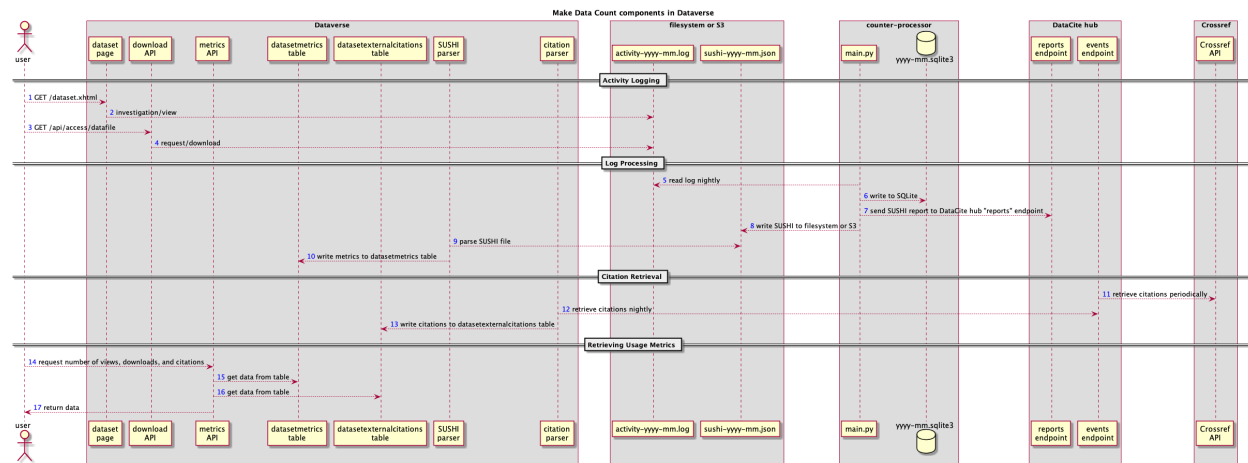 Make Data Count components in Dataverse
Dataverse
filesystem or S3
counter-processor
DataCite hub
Crossref
user
dataset
page
download
API
metrics
API
datasetmetrics
table
datasetexternalcitations
table
SUSHI
parser
citation
parser
activity-yyyy-mm.log
sushi-yyyy-mm.json
main.py
yyyy-mm.sqlite3
reports
endpoint
events
endpoint
Crossref
API
Activity Logging
1 GET /dataset.xhtml
2 investigation/view
3 GET /api/access/datafile
4 request/download
Log Processing
5 read log nightly
6 write to SQLite
7 send SUSHI report to DataCite hub "reports" endpoint
8 write SUSHI to filesystem or S3
9 parse SUSHI file
10 write metrics to datasetmetrics table
Citation Retrieval
11 retrieve citations periodically
12 retrieve citations nightly
13 write citations to datasetexternalcitations table
Retrieving Usage Metrics
14 request number of views, downloads, and citations
15 get data from table
16 get data from table
17 return data
user
dataset
page
download
API
metrics
API
datasetmetrics
table
datasetexternalcitations
table
SUSHI
parser
citation
parser
activity-yyyy-mm.log
sushi-yyyy-mm.json
main.py
yyyy-mm.sqlite3
reports
endpoint
events
endpoint
Crossref
API